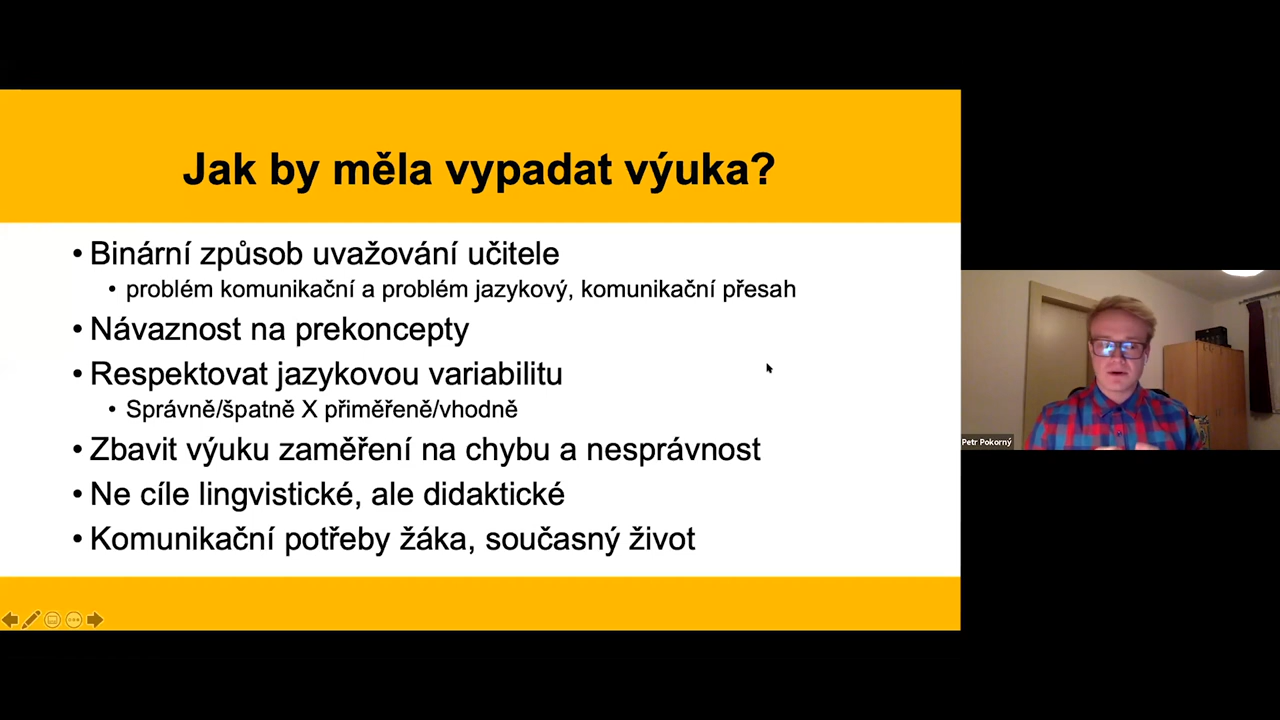 Jak by měla vypadat výuka?
• Binární způsob uvažování učitele
• problém komunikační a problém jazykový, komunikační přesah
• Návaznost na prekoncepty
• Respektovat jazykovou variabilitu
• Správně/špatně X přiměřeně/vhodně
• Zbavit výuku zaměření na chybu a nesprávnost
• Ne cíle lingvistické, ale didaktické
• Komunikační potřeby žáka, současný život
Petr Pokorný